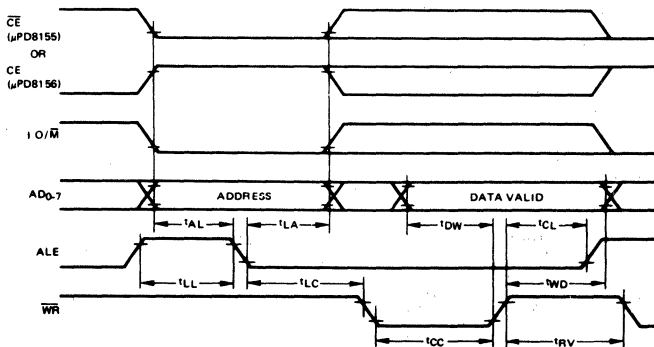 CE
(μPD8155)
OR
CE
(μPD8156)
IO/M
AD0-7
ADDRESS
DATA VALID
tAL
tLA
tDW
tCL
ALE
tLL
tLC
tWD
WR
tCC
tRV